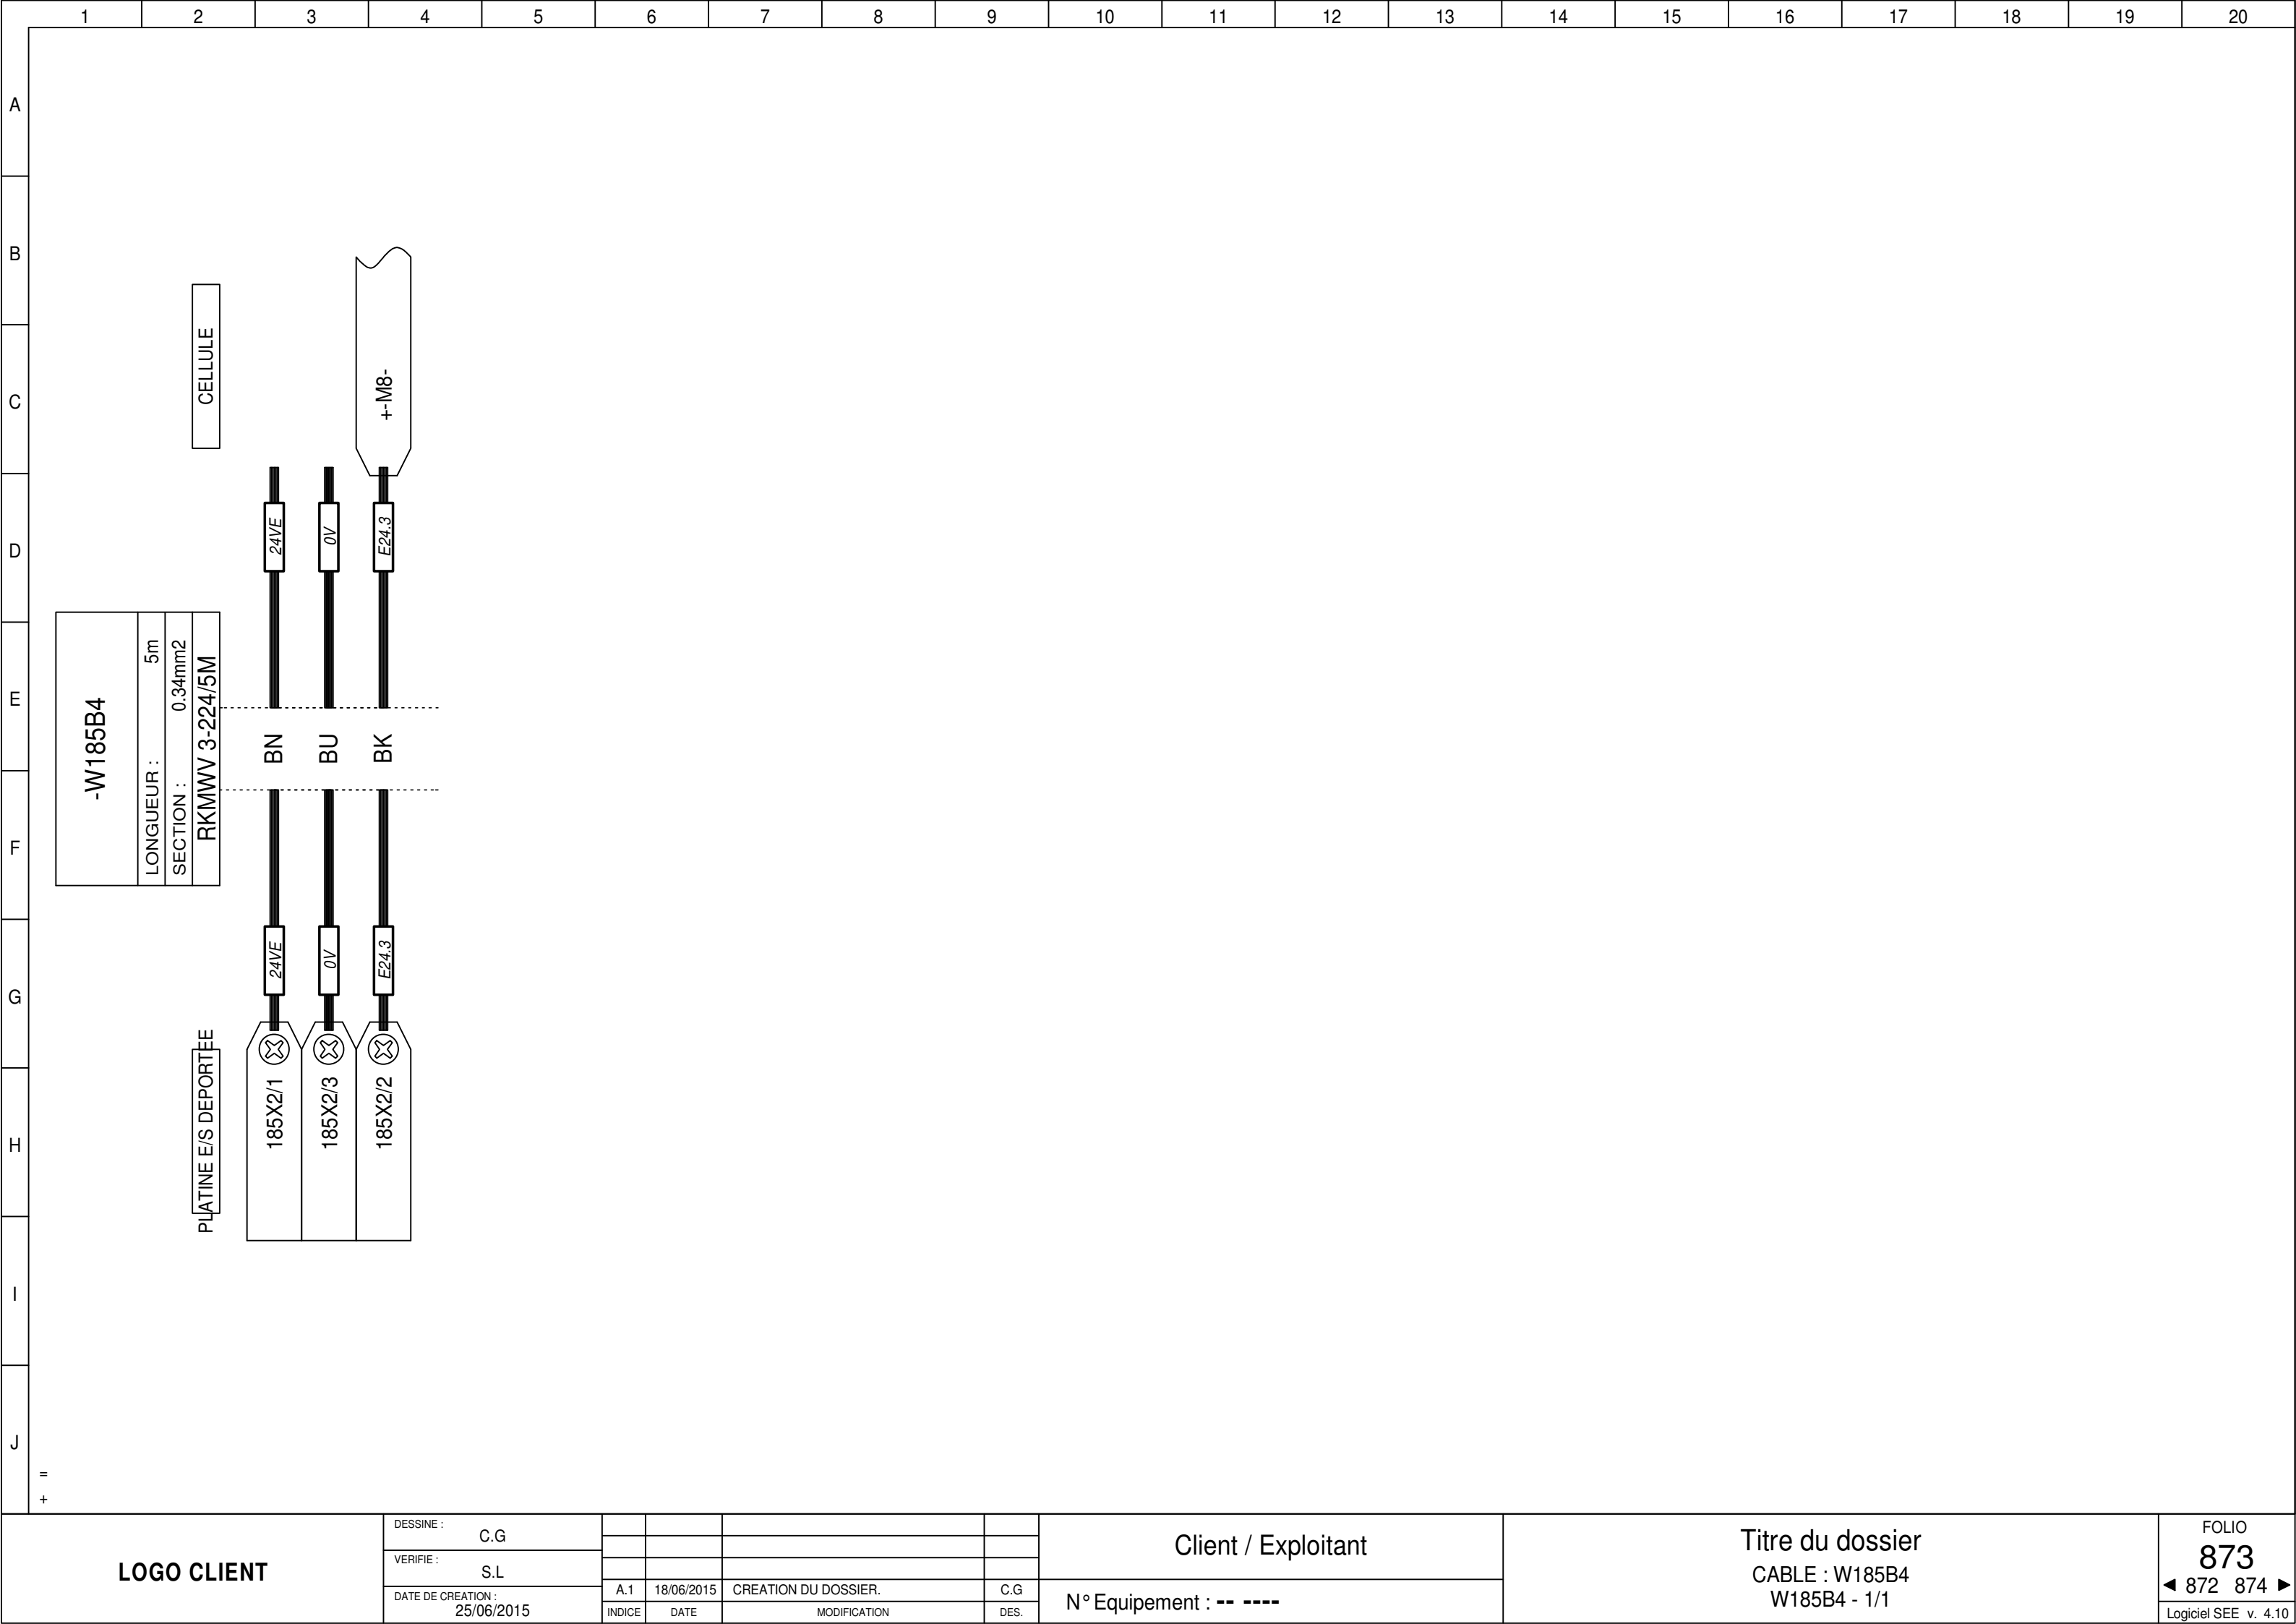 1 2 3 4 5 6 7 8 9 10 11 12 13 14 15 16 17 18 19 20
A
B
C
D
E
F
G
H
I
J
CELLULE
+-M8-
24VE
0V
E24.3
-W185B4
LONGUEUR : 5m
SECTION : 0.34mm2
RKMWV 3-224/5M
BN
BU
BK
24VE
0V
E24.3
PLATINE E/S DEPORTEE
185X2/1
185X2/3
185X2/2
=
+
LOGO CLIENT
DESSINE :
C.G
VERIFIE :
S.L
DATE DE CREATION :
25/06/2015
A.1 18/06/2015 CREATION DU DOSSIER. C.G
INDICE DATE MODIFICATION DES.
Client / Exploitant
N° Equipement : -- ----
Titre du dossier
CABLE : W185B4
W185B4 - 1/1
FOLIO
873
◄ 872 874 ►
Logiciel SEE v. 4.10